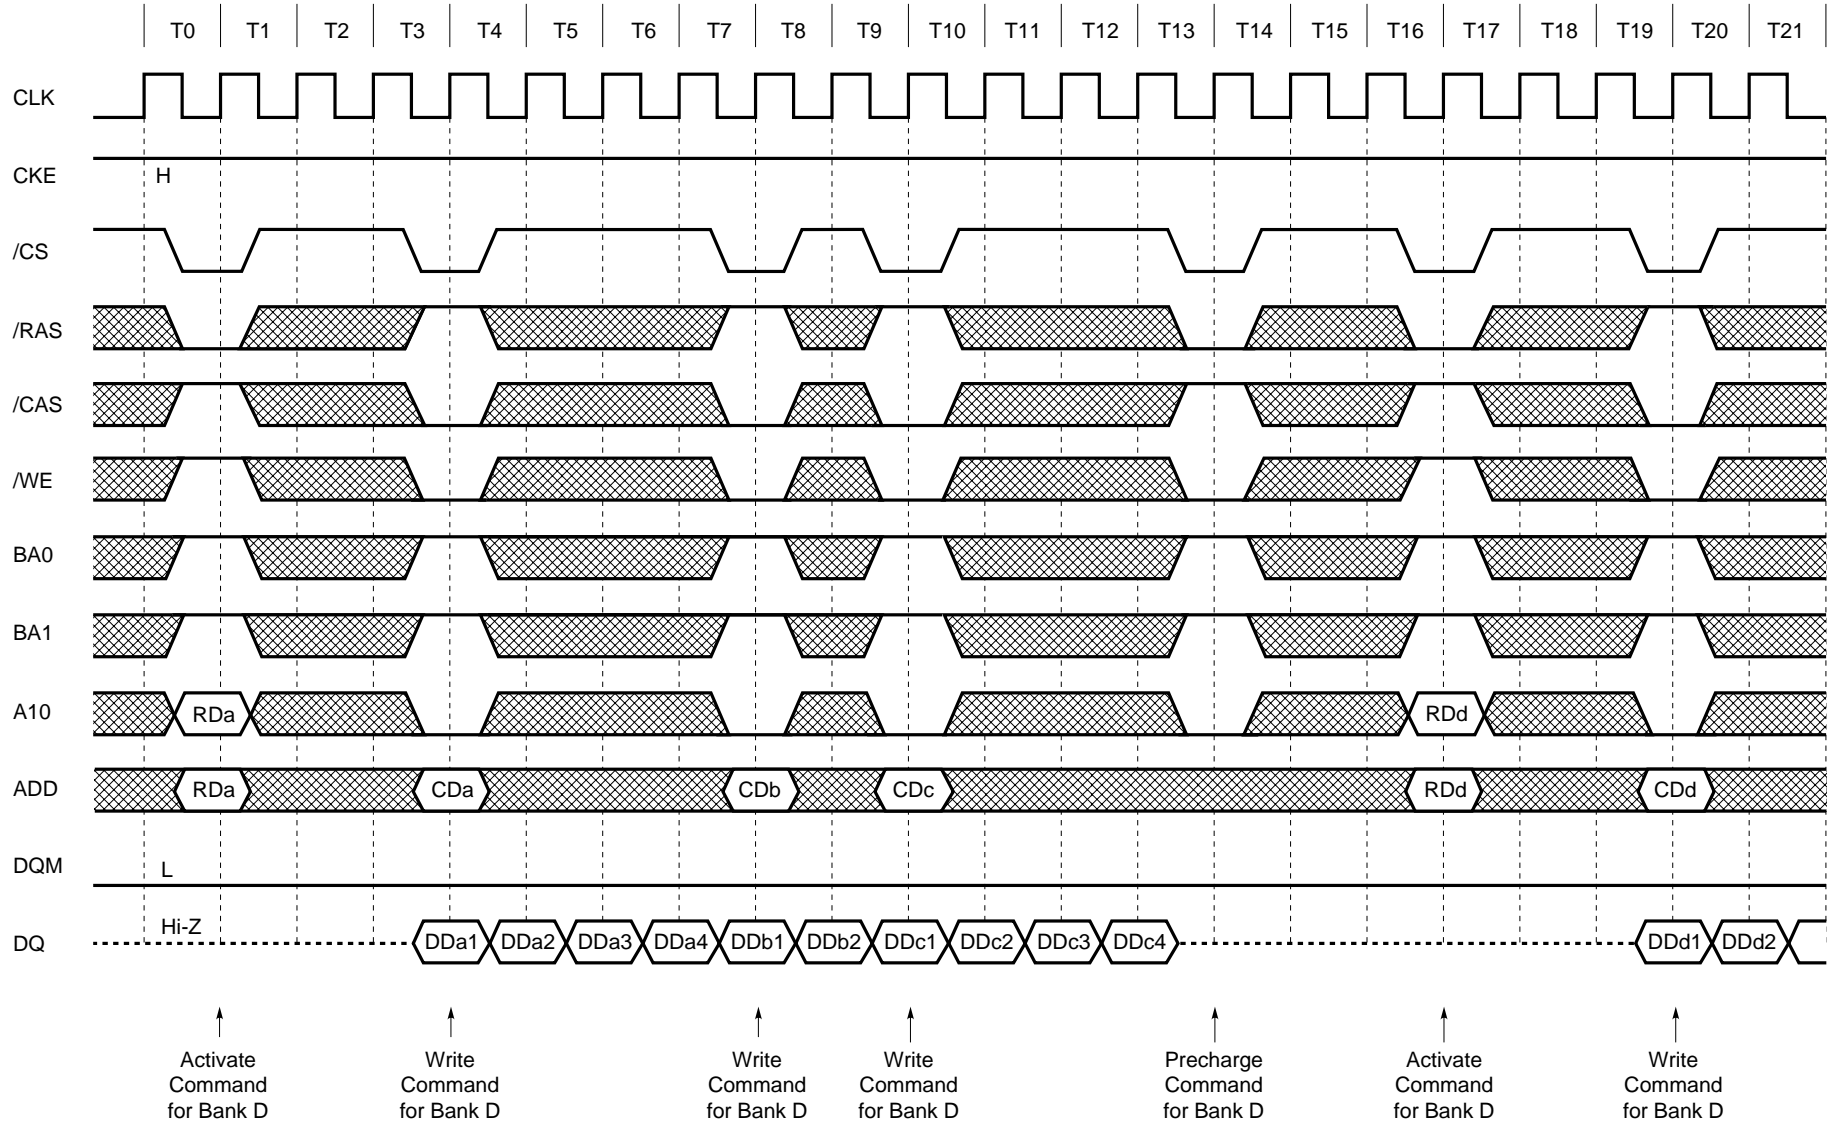 T0 T1 T2 T3 T4 T5 T6 T7 T8 T9 T10 T11 T12 T13 T14 T15 T16 T17 T18 T19 T20 T21
CLK
CKE H
/CS
/RAS
/CAS
/WE
BA0
BA1
A10 RDa RDd
ADD RDa CDa CDb CDc RDd CDd
DQM L
DQ Hi-Z DDa1 DDa2 DDa3 DDa4 DDb1 DDb2 DDc1 DDc2 DDc3 DDc4 DDd1 DDd2
Activate Write Write Write Precharge Activate Write
Command Command Command Command Command Command Command
for Bank D for Bank D for Bank D for Bank D for Bank D for Bank D for Bank D